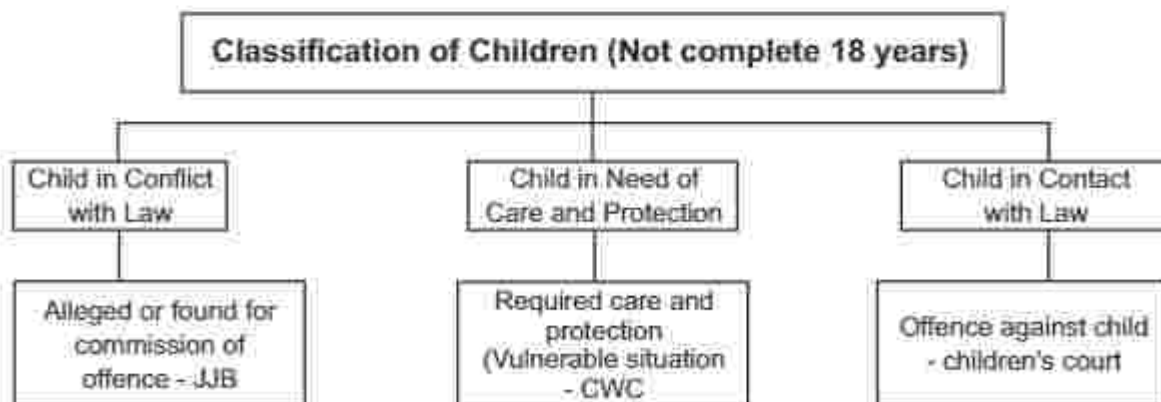 Classification of Children (Not complete 18 years)
Child in Conflict
with Law
Child in Need of
Care and Protection
Child in Contact
with Law
Alleged or found for
commission of
offence - JJB
Required care and
protection
(Vulnerable situation
- CWC
Offence against child
- children's court